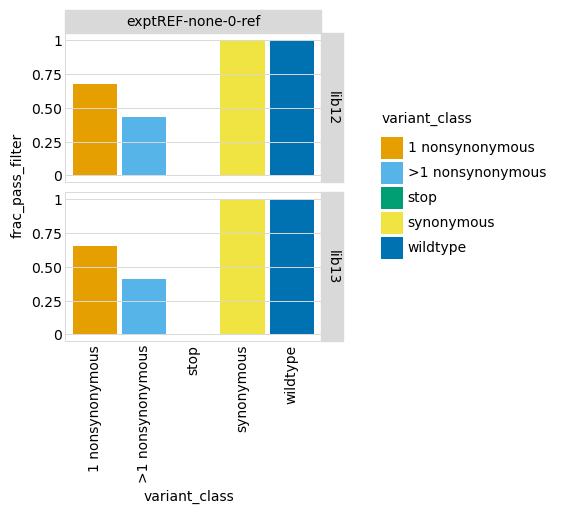 exptREF-none-0-ref
frac_pass_filter
1
0.75
0.50
0.25
0
lib12
1
0.75
0.50
0.25
0
lib13
1 nonsynonymous
>1 nonsynonymous
stop
synonymous
wildtype
variant_class
variant_class
1 nonsynonymous
>1 nonsynonymous
stop
synonymous
wildtype